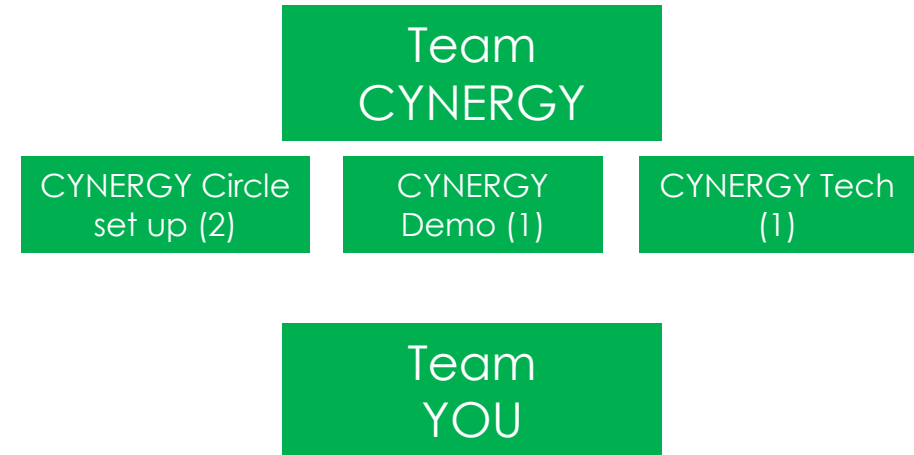 Team
CYNERGY
CYNERGY Circle
set up (2)
CYNERGY
Demo (1)
CYNERGY Tech
(1)
Team
YOU